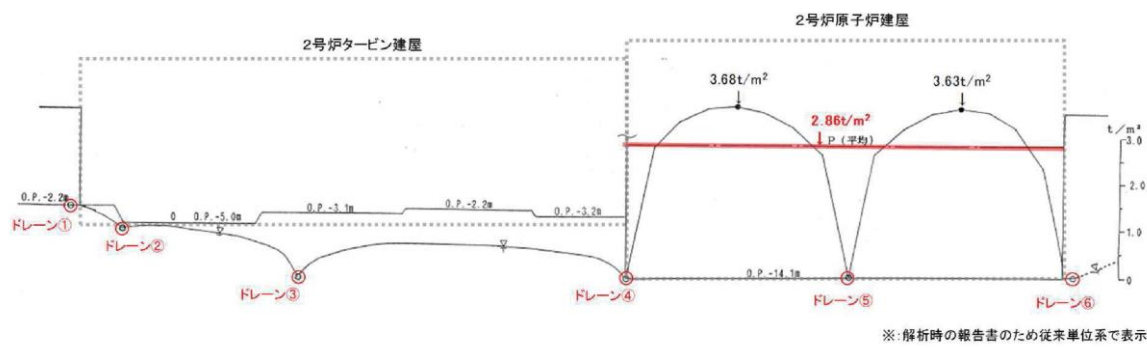 2号炉原子炉建屋
2号炉タービン建屋
3.68t/m²
3.63t/m²
2.86t/m²
P (平均)
t/m²
3.0
2.0
1.0
0
O.P.-2.2m
O O.P.-5.0m
O.P.-3.1m
O.P.-2.2m
O.P.-3.2m
O.P.-14.1m
ドレーン①
ドレーン②
ドレーン③
ドレーン④
ドレーン⑤
ドレーン⑥
※:解析時の報告書のため従来単位系で表示